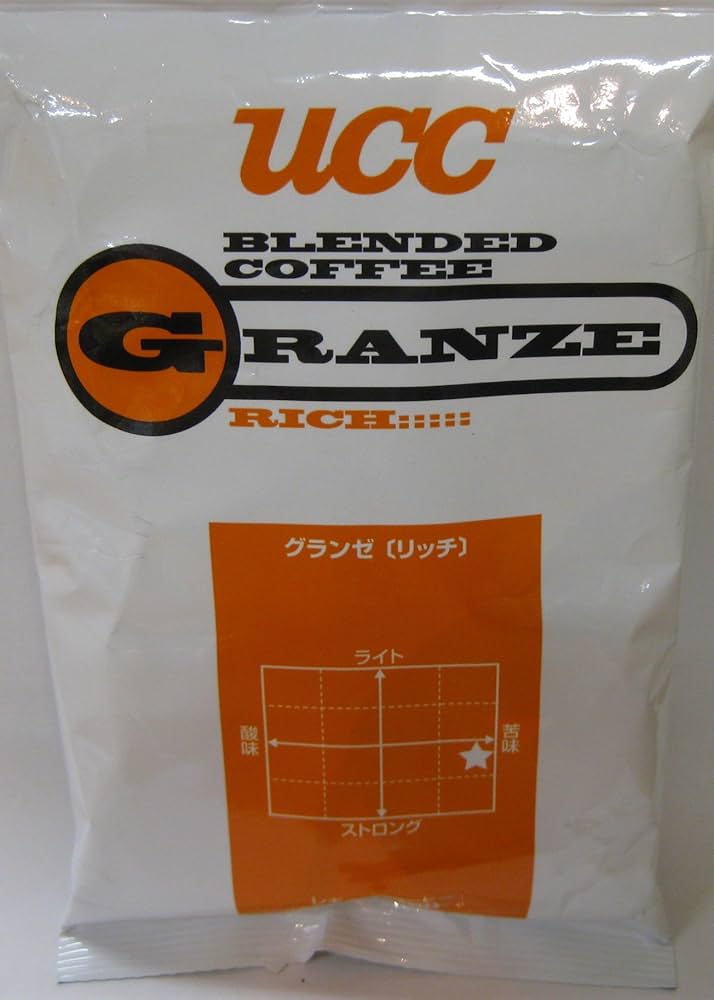 UCC
BLENDED
COFFEE
GRANZE
RICH
グランゼ〔リッチ〕
ライト
酸味
苦味
ストロング